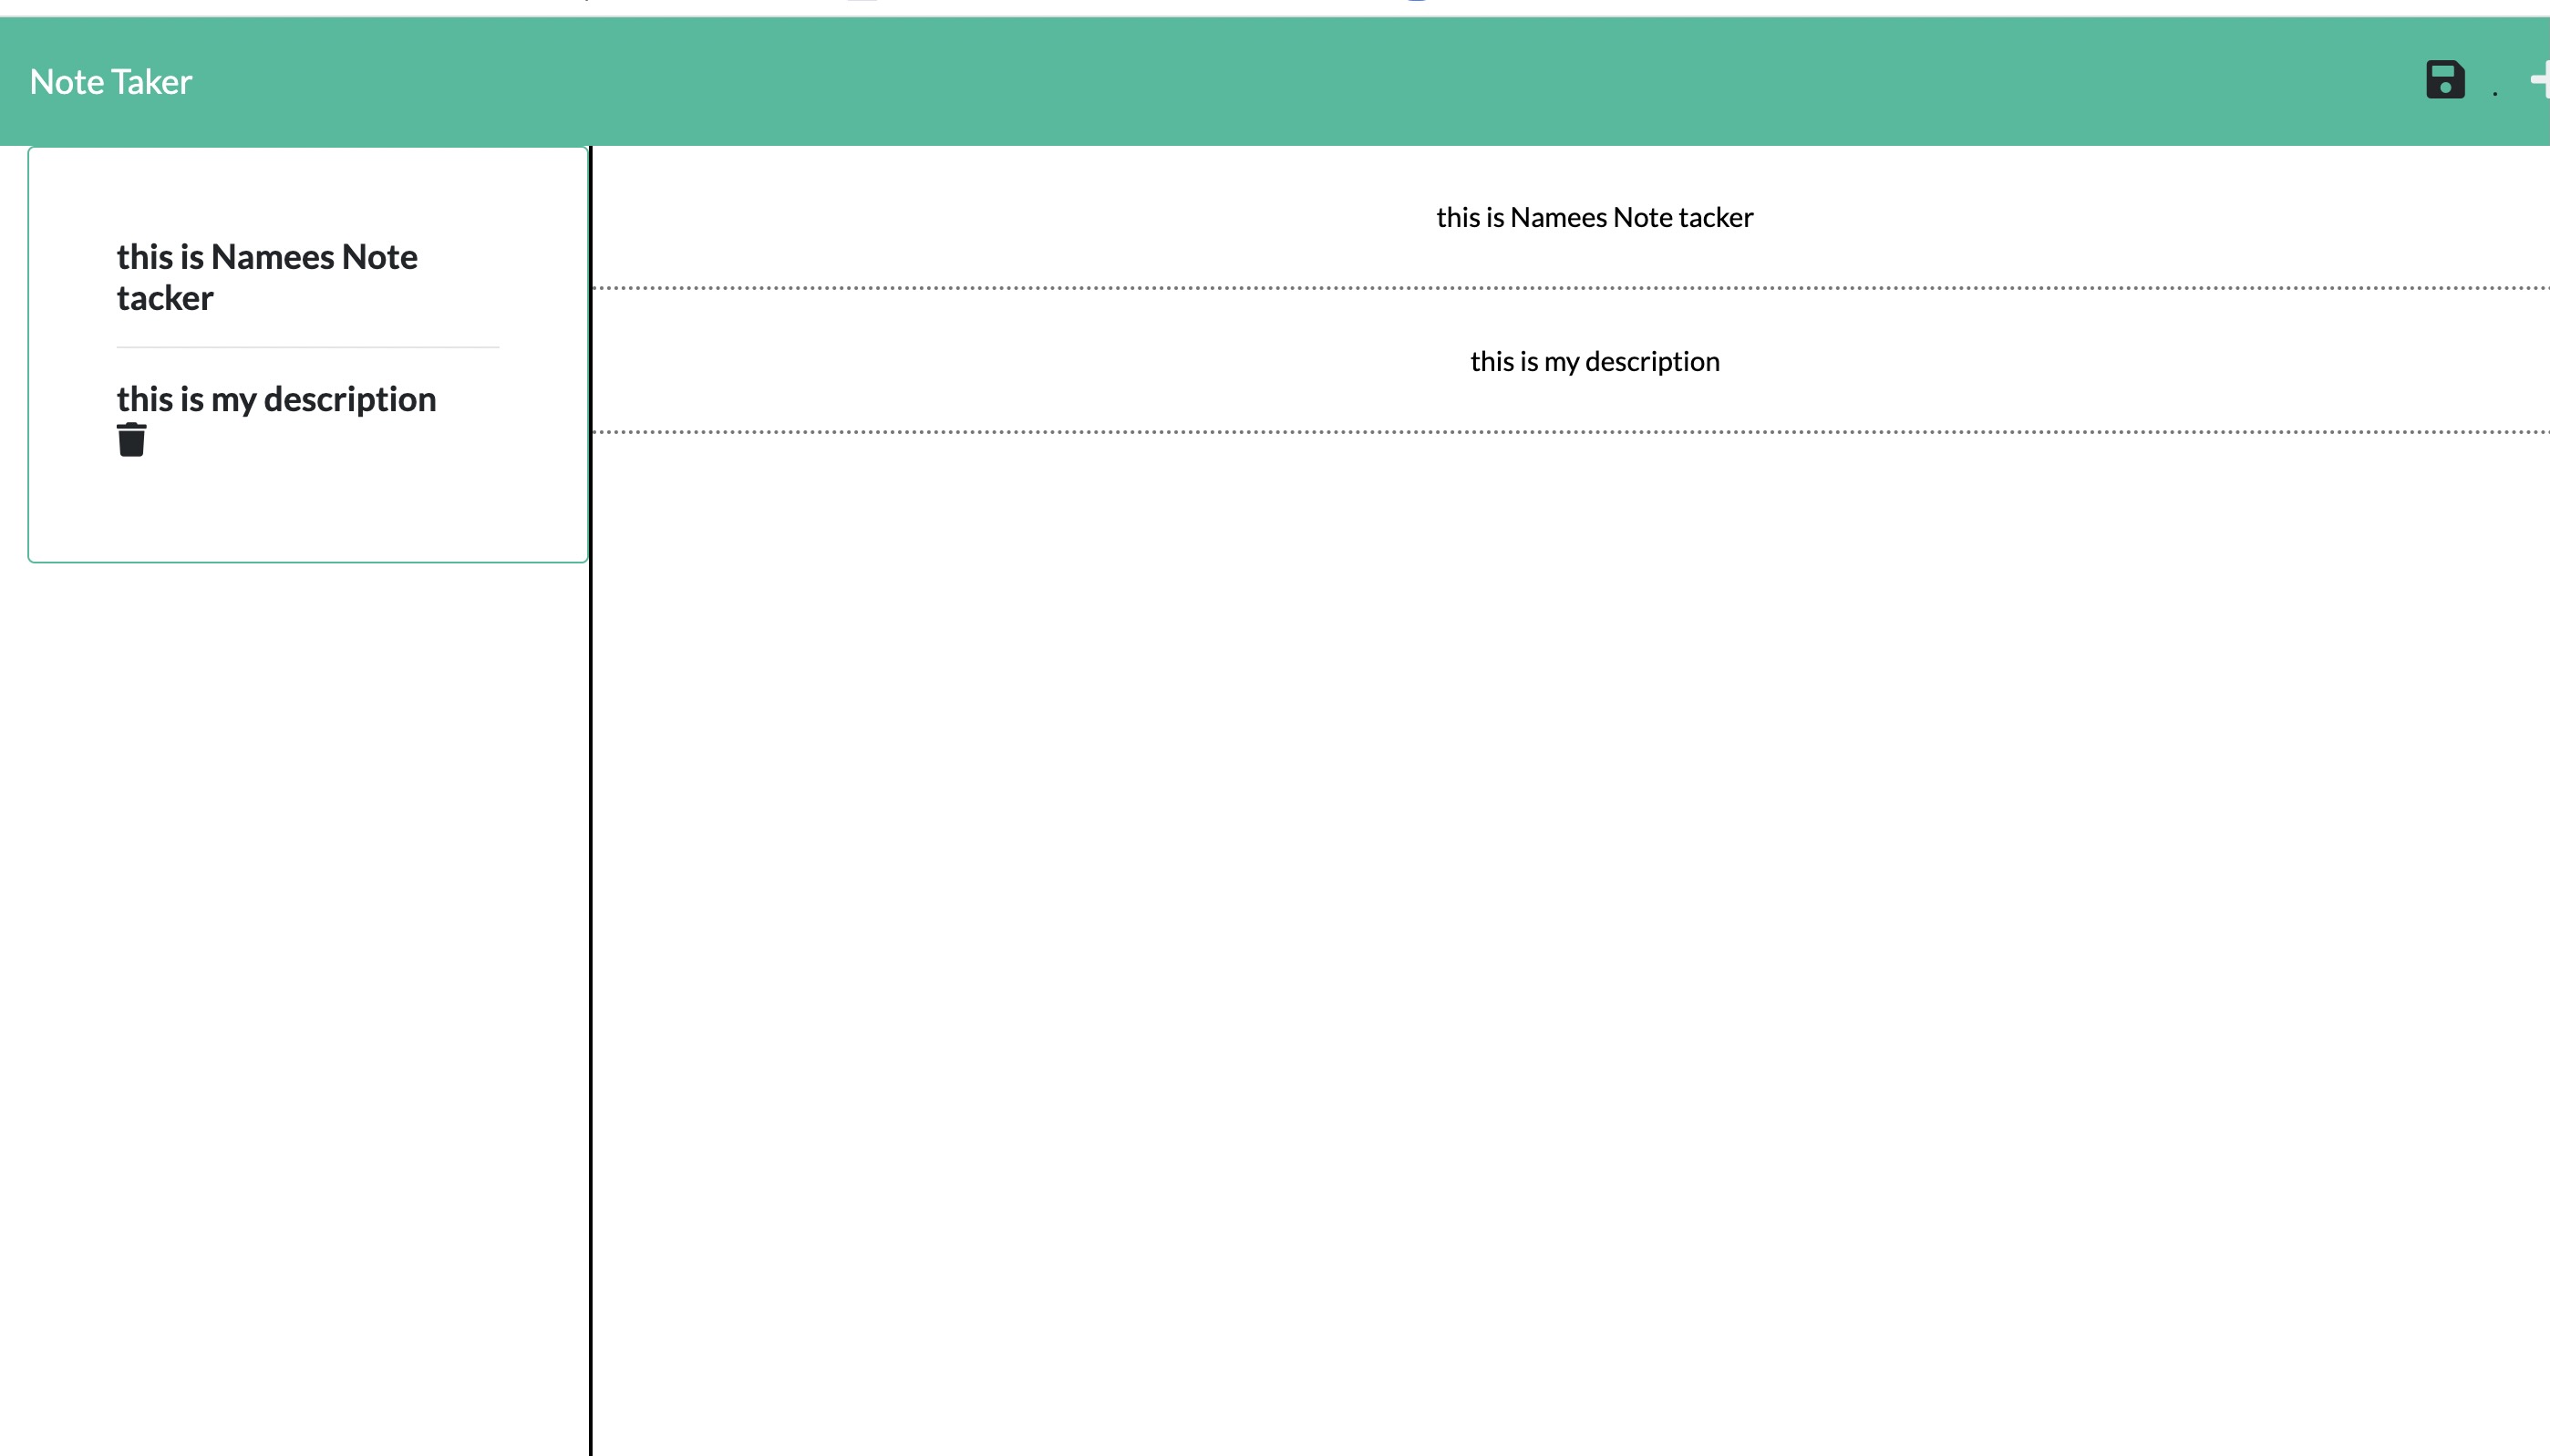 Note Taker
.
this is Namees Note
tacker
this is my description
this is Namees Note tacker
this is my description